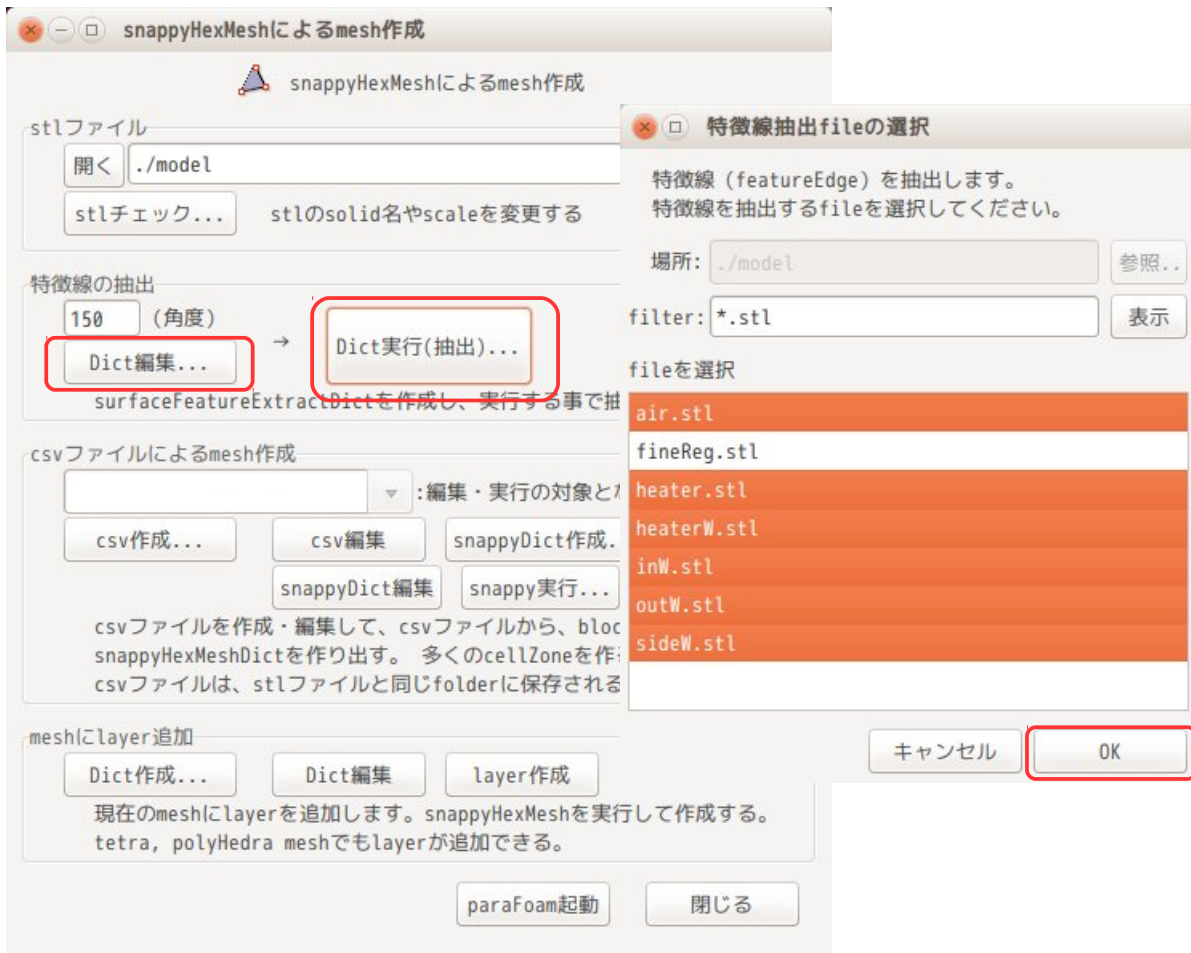 snappyHexMeshによるmesh作成
snappyHexMeshによるmesh作成
stlファイル
開く ./model
stlチェック... stlのsolid名やscaleを変更する
特徴線の抽出
150 (角度)
→
Dict編集...
Dict実行(抽出)...
surfaceFeatureExtractDictを作成し、実行する事で抽
csvファイルによるmesh作成
:編集・実行の対象とな
csv作成... csv編集 snappyDict作成.
snappyDict編集 snappy実行...
csvファイルを作成・編集して、csvファイルから、bloc
snappyHexMeshDictを作り出す。 多くのcellZoneを作
csvファイルは、stlファイルと同じfolderに保存される
meshにlayer追加
Dict作成... Dict編集 layer作成
現在のmeshにlayerを追加します。snappyHexMeshを実行して作成する。
tetra, polyHedra meshでもlayerが追加できる。
paraFoam起動 閉じる
特徴線抽出fileの選択
特徴線（featureEdge）を抽出します。
特徴線を抽出するfileを選択してください。
場所: ./model 参照..
filter: *.stl 表示
fileを選択
air.stl
fineReg.stl
heater.stl
heaterW.stl
inW.stl
outW.stl
sideW.stl
キャンセル OK